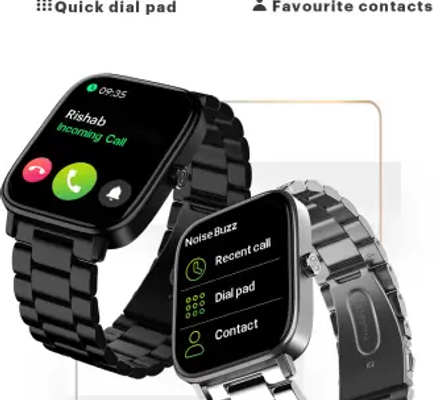 Quick dial pad
Favourite contacts
09:35
Rishab
Incoming Call
NoiseBuzz
Recent call
Dial pad
Contact